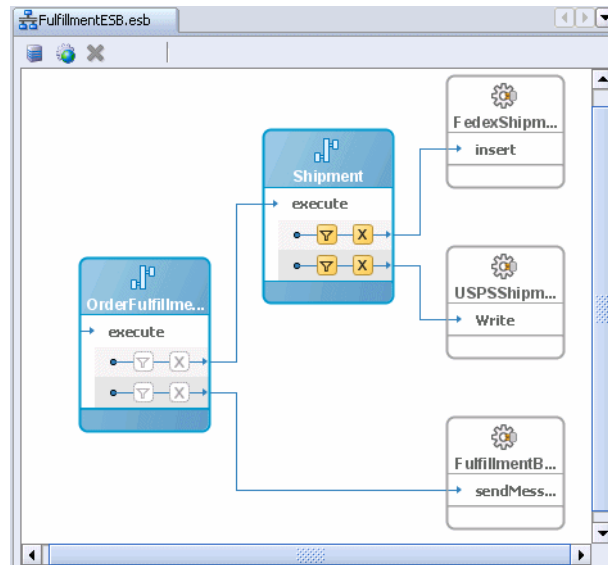 FulfillmentESB.esb
FedexShipm...
insert
Shipment
execute
USPSShipm...
Write
OrderFulfillme...
execute
FulfillmentB...
sendMess...